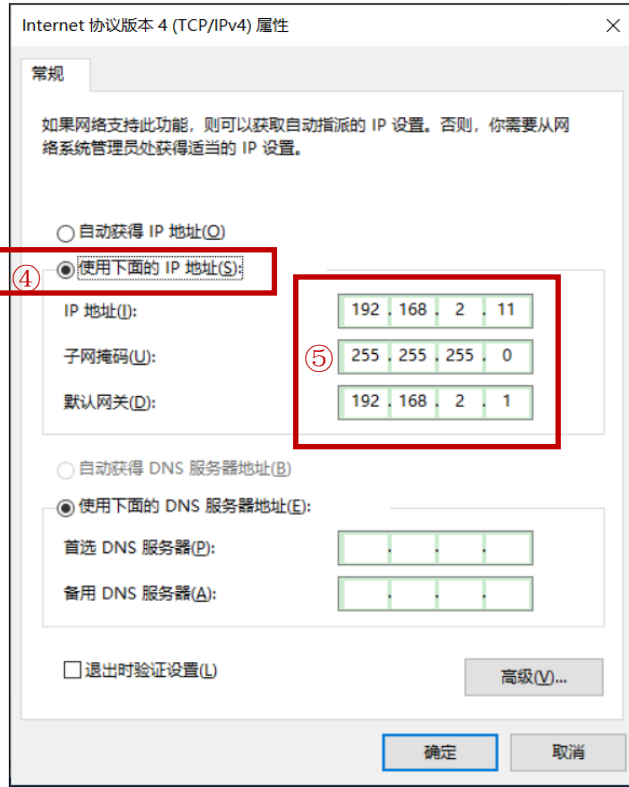 Internet 协议版本 4 (TCP/IPv4) 属性
常规
如果网络支持此功能，则可以获取自动指派的 IP 设置。否则，你需要从网
络系统管理员处获得适当的 IP 设置。
自动获得 IP 地址(O)
④ 使用下面的 IP 地址(S):
IP 地址(I): 192 . 168 . 2 . 11
子网掩码(U): ⑤ 255 . 255 . 255 . 0
默认网关(D): 192 . 168 . 2 . 1
自动获得 DNS 服务器地址(B)
使用下面的 DNS 服务器地址(E):
首选 DNS 服务器(P): . . .
备用 DNS 服务器(A): . . .
退出时验证设置(L)
高级(V)...
确定 取消